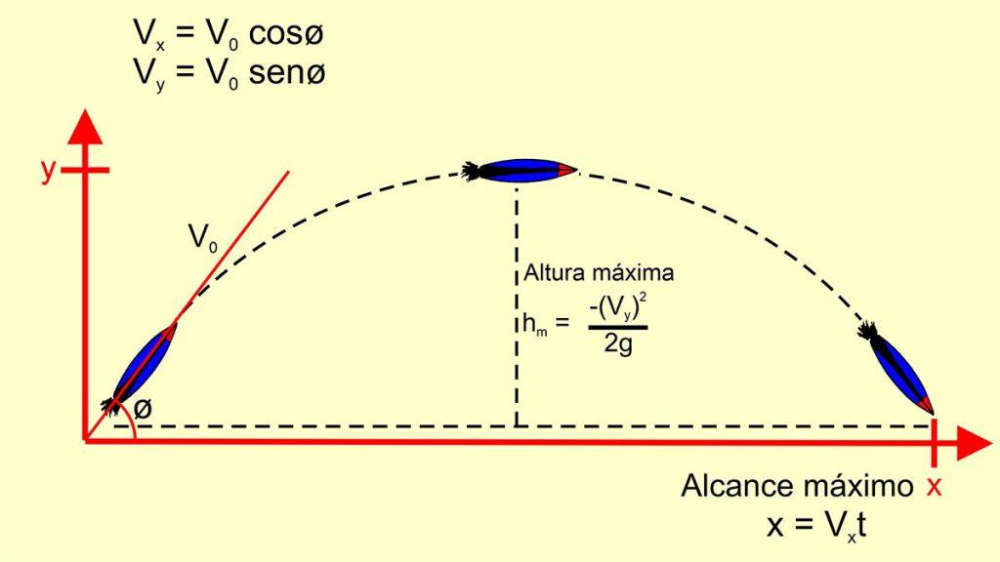 Vx = V0 cosø
Vy = V0 senø
y
V0
Altura máxima
hm = -(Vy)²
2g
ø
Alcance máximo x
x = Vxt